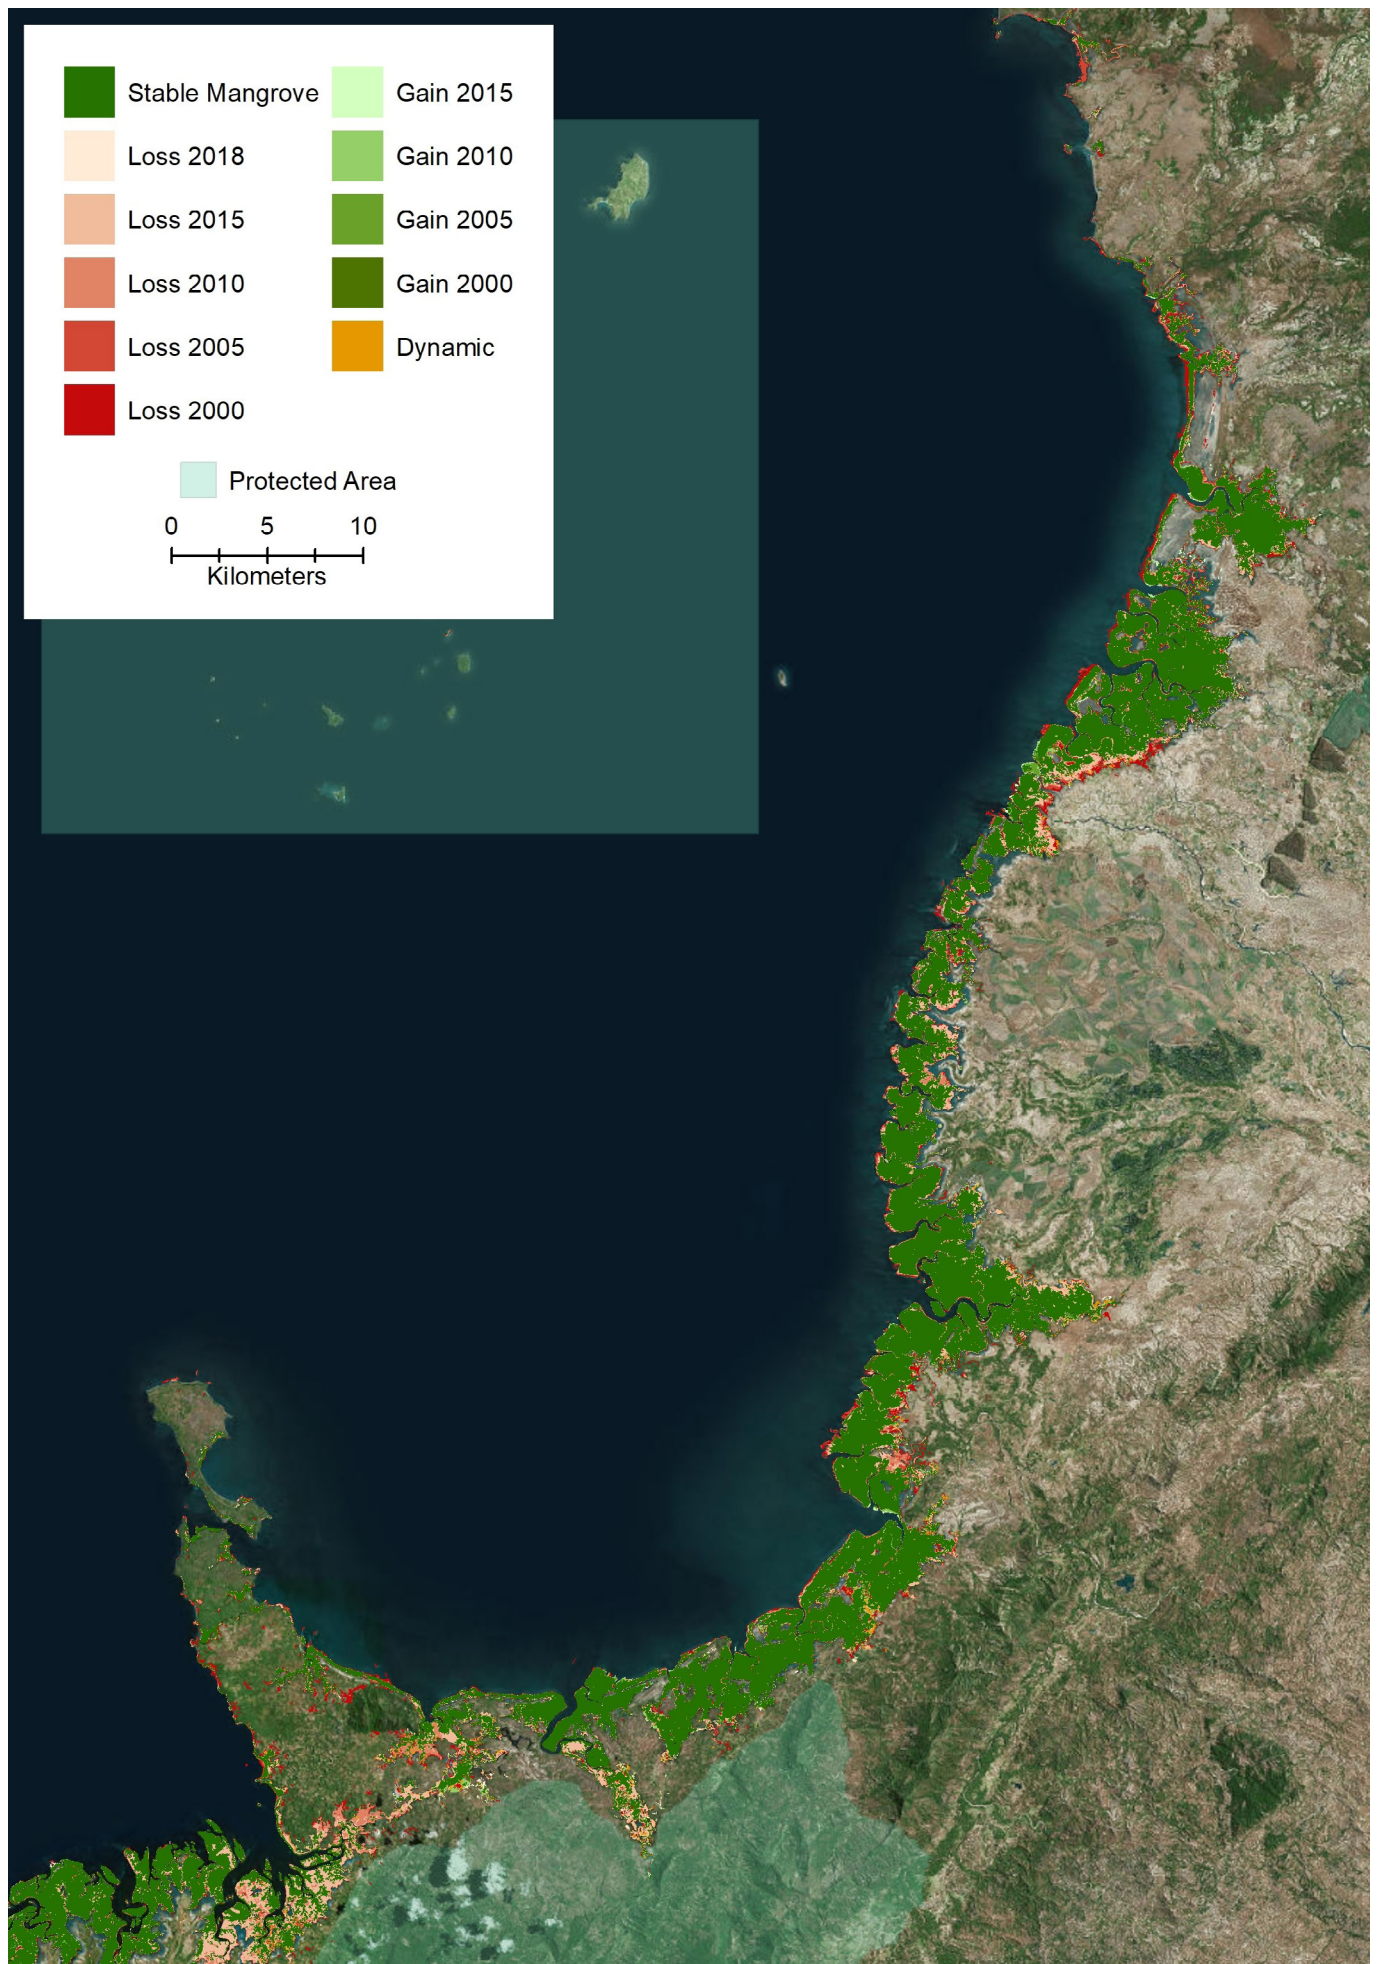 Stable Mangrove
Loss 2018
Loss 2015
Loss 2010
Loss 2005
Loss 2000
Gain 2015
Gain 2010
Gain 2005
Gain 2000
Dynamic
Protected Area
0 5 10
Kilometers